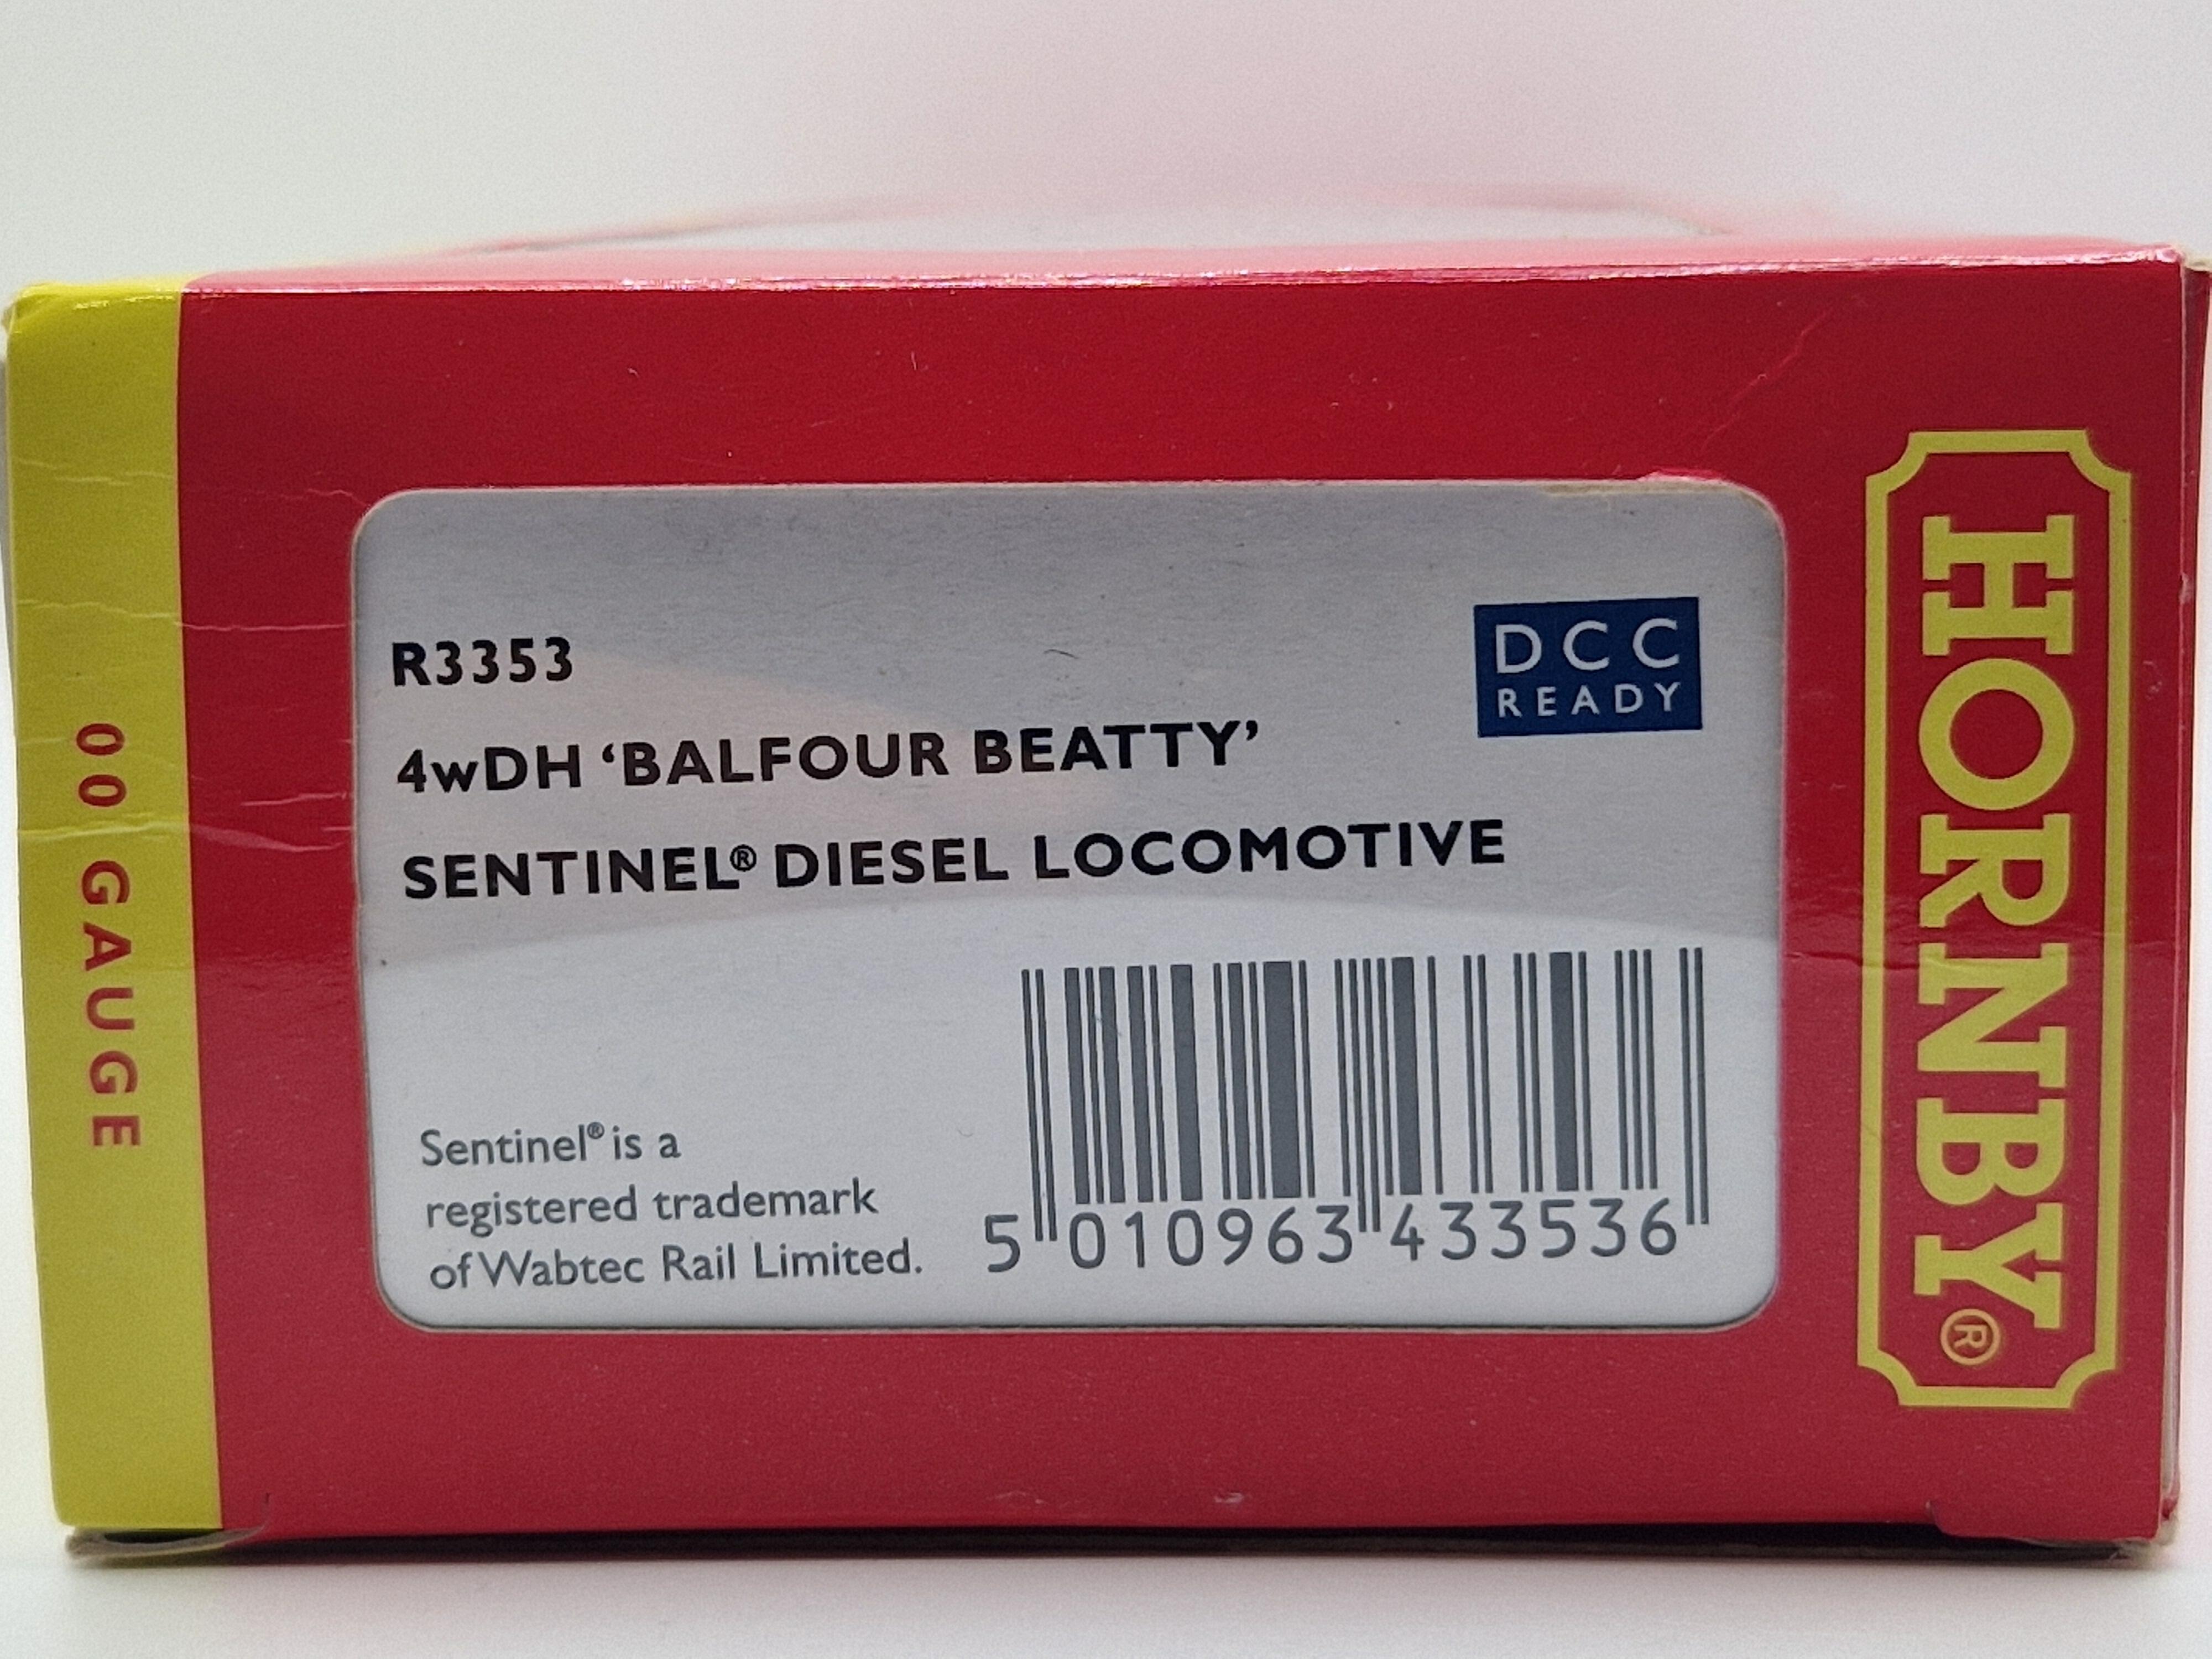 00 GAUGE
R3353
DCC
READY
4wDH ‘BALFOUR BEATTY’
SENTINEL® DIESEL LOCOMOTIVE
Sentinel® is a
registered trademark
of Wabtec Rail Limited.
5 010963 433536
HORNBY®